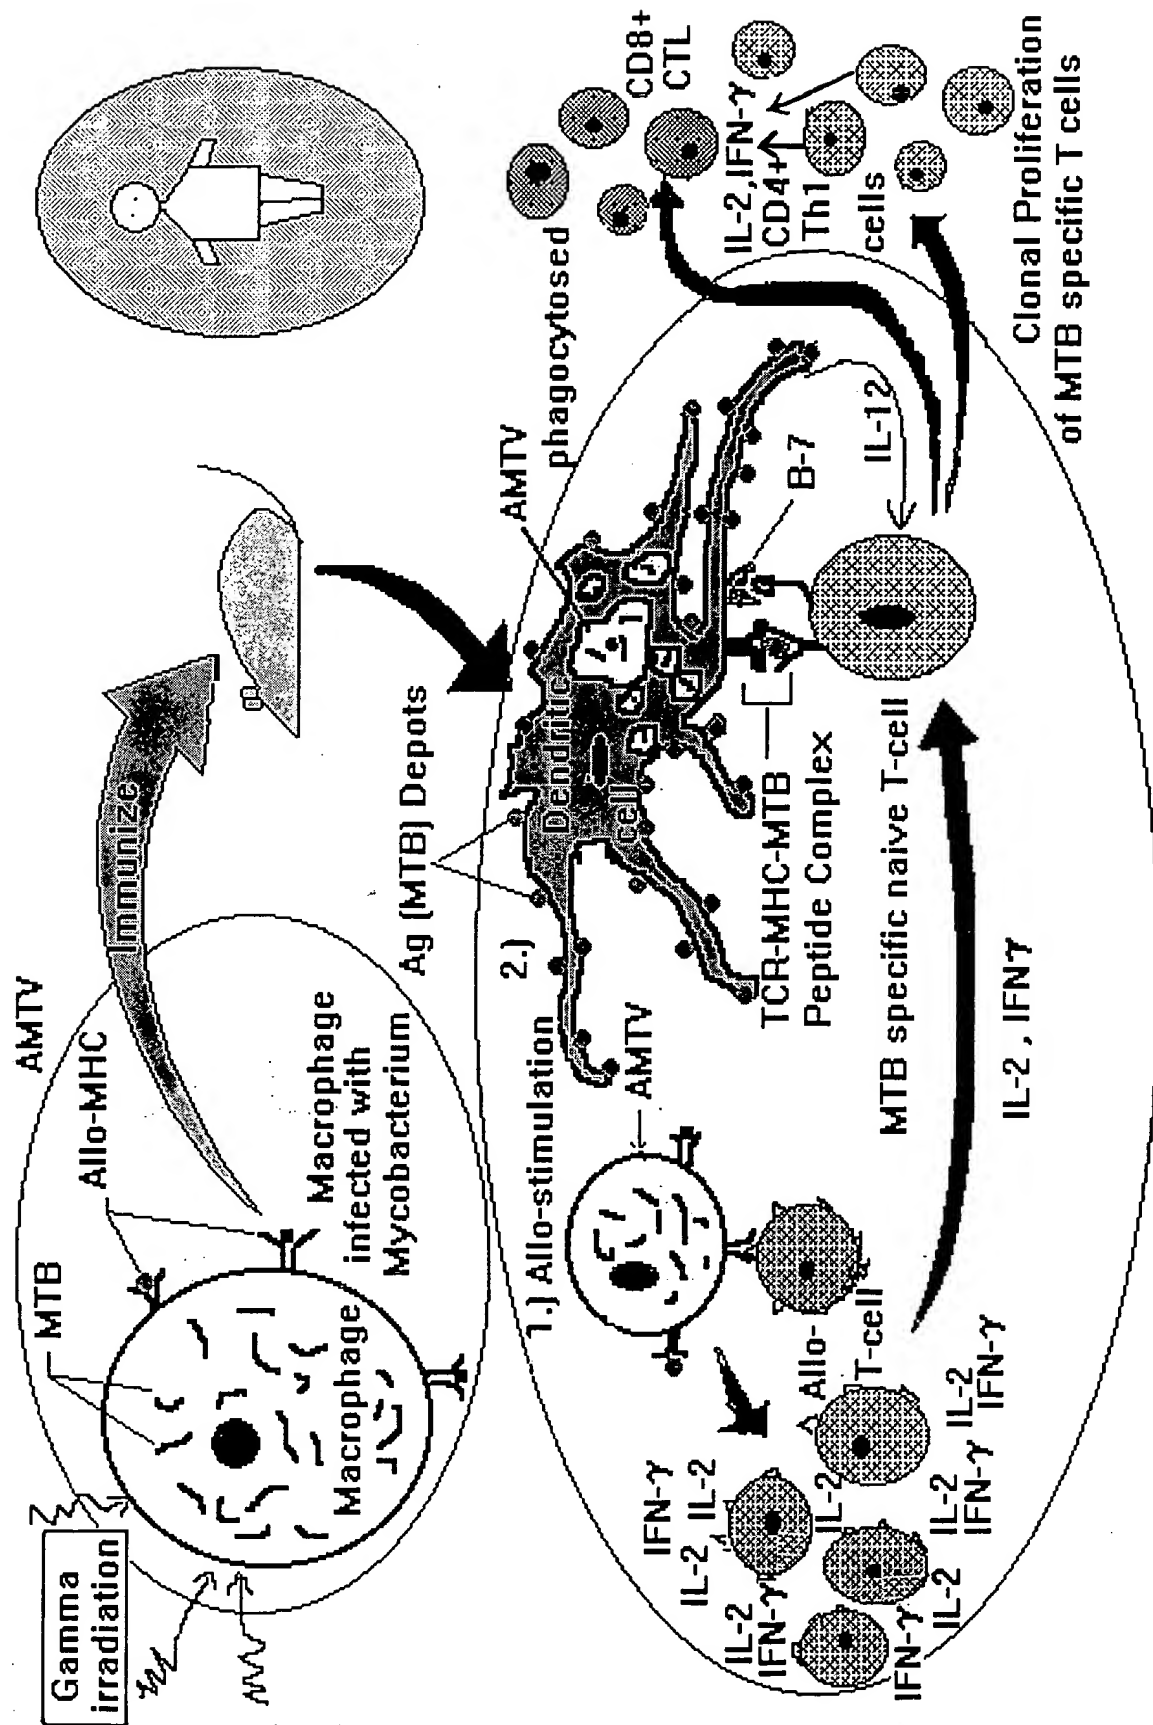 Gamma
irradiation
MTB
Allo-MHC
AMTV
Macrophage
Macrophage
infected with
Mycobacterium
Immunize
1.) Allo-stimulation
AMTV
Allo-
T-cell
IFN-γ
IL-2
IL-2
IL-2
IFN-γ
IL-2
IL-2
IFN-γ
IL-2
IFN-γ
IFN-γ
IL-2
IL-2 , IFNγ
2.)
Ag (MTB) Depots
Dendritic
cell
AMTV
phagocytosed
TCR-MHC-MTB
Peptide Complex
B-7
IL-12
MTB specific naive T-cell
CD8+
CTL
IL-2,IFN-γ
CD4+
Th1
cells
Clonal Proliferation
of MTB specific T cells